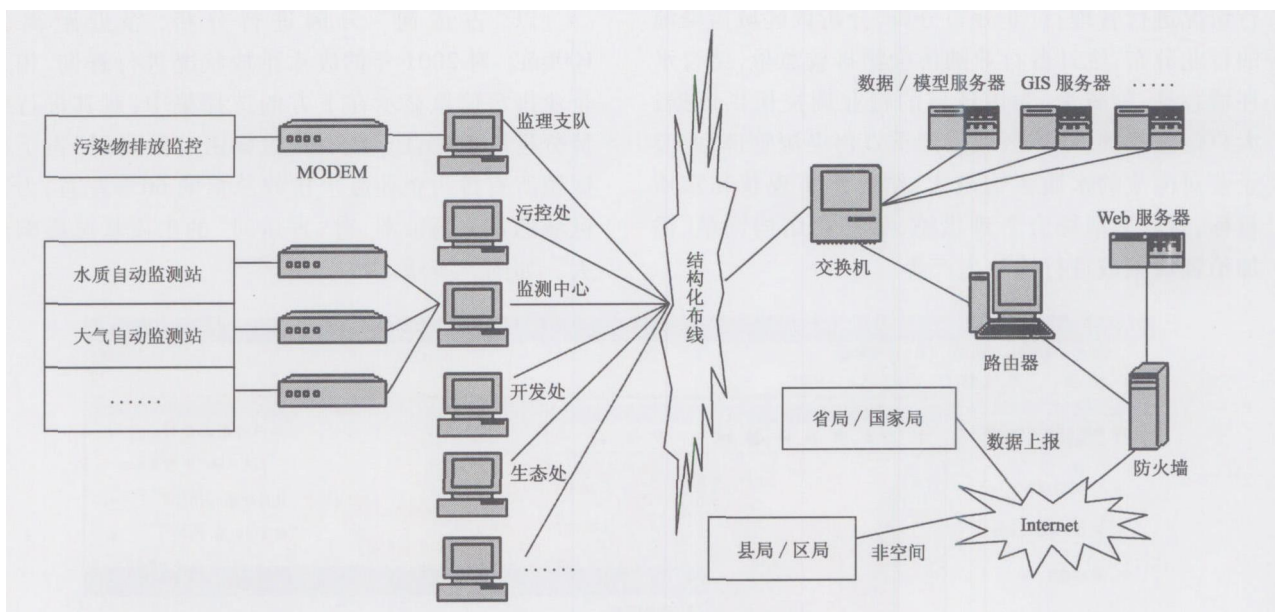 污染物排放监控
MODEM
水质自动监测站
大气自动监测站
......
监理支队
污控处
监测中心
开发处
生态处
......
结构化布线
数据/模型服务器 GIS 服务器 ......
交换机
Web 服务器
路由器
防火墙
省局/国家局
数据上报
Internet
县局/区局
非空间